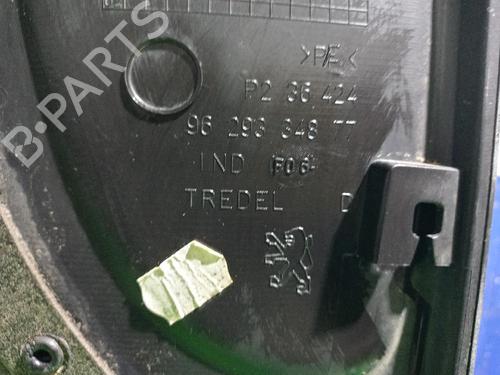 >PE<
P2 36 424
96 293 348 77
IND F06-
TREDEL D
B-PARTS